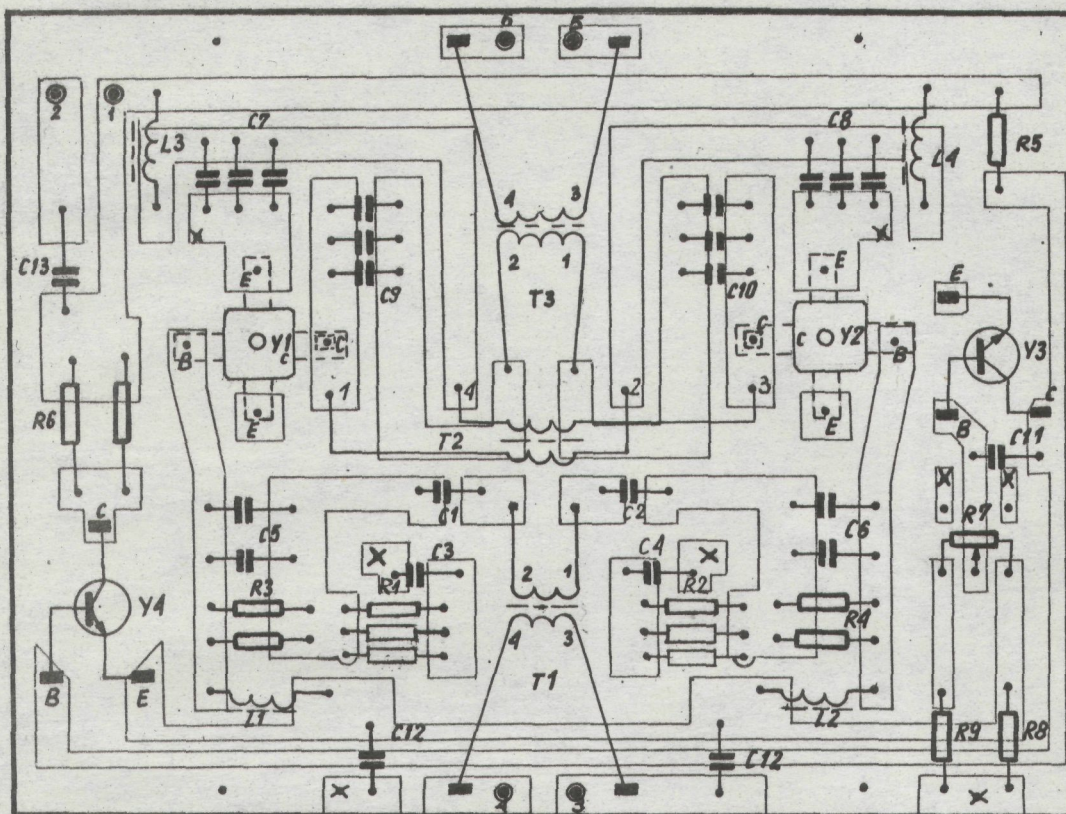 6 5
2 1
L3 C7 C8 L4 R5
4 3
C13 C9 2 1 T3 C10
E E E
Y1 C C B C C Y2 B Y3
1 4 2 3 C
R6 E T2 E B C11
C
C1 C2
C5 C6 R7
C3 C4
R3 R1 2 1 R2 R4
Y4 4 3
B E T1
L1 L2
C12 C12 R9 R8
4 3